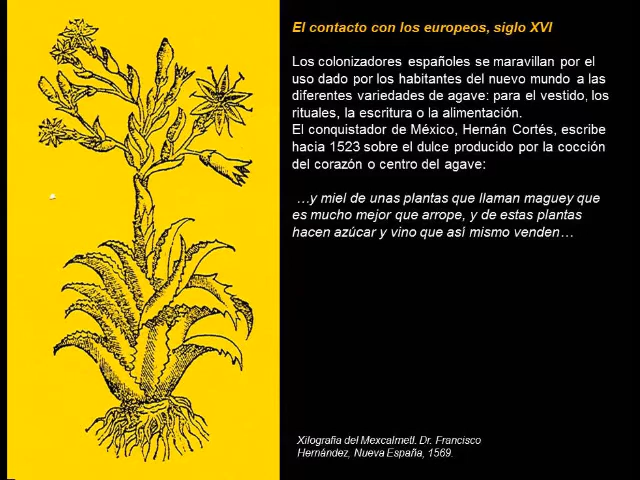 El contacto con los europeos, siglo XVI
Los colonizadores españoles se maravillan por el
uso dado por los habitantes del nuevo mundo a las
diferentes variedades de agave: para el vestido, los
rituales, la escritura o la alimentación.
El conquistador de México, Hernán Cortés, escribe
hacia 1523 sobre el dulce producido por la cocción
del corazón o centro del agave:
…y miel de unas plantas que llaman maguey que
es mucho mejor que arrope, y de estas plantas
hacen azúcar y vino que así mismo venden…
Xilografía del Mexcalmetl. Dr. Francisco
Hernández, Nueva España, 1569.